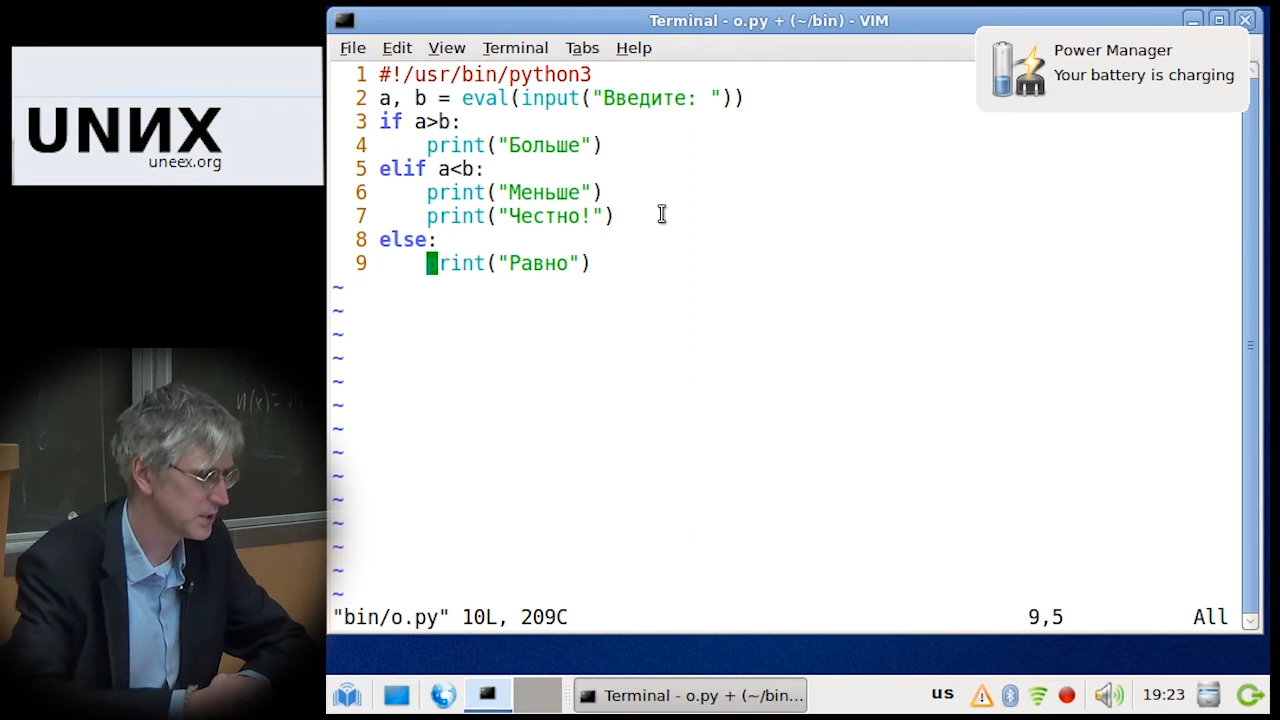 UNИX
uneex.org
Terminal - o.py + (~/bin) - VIM
File Edit View Terminal Tabs Help
Power Manager
Your battery is charging
1 #!/usr/bin/python3
2 a, b = eval(input("Введите: "))
3 if a>b:
4     print("Больше")
5 elif a<b:
6     print("Меньше")
7     print("Честно!")
8 else:
9     print("Равно")
~
~
~
~
~
~
~
~
~
~
~
~
~
~
"bin/o.py" 10L, 209C 9,5 All
Terminal - o.py + (~/bin... us 19:23